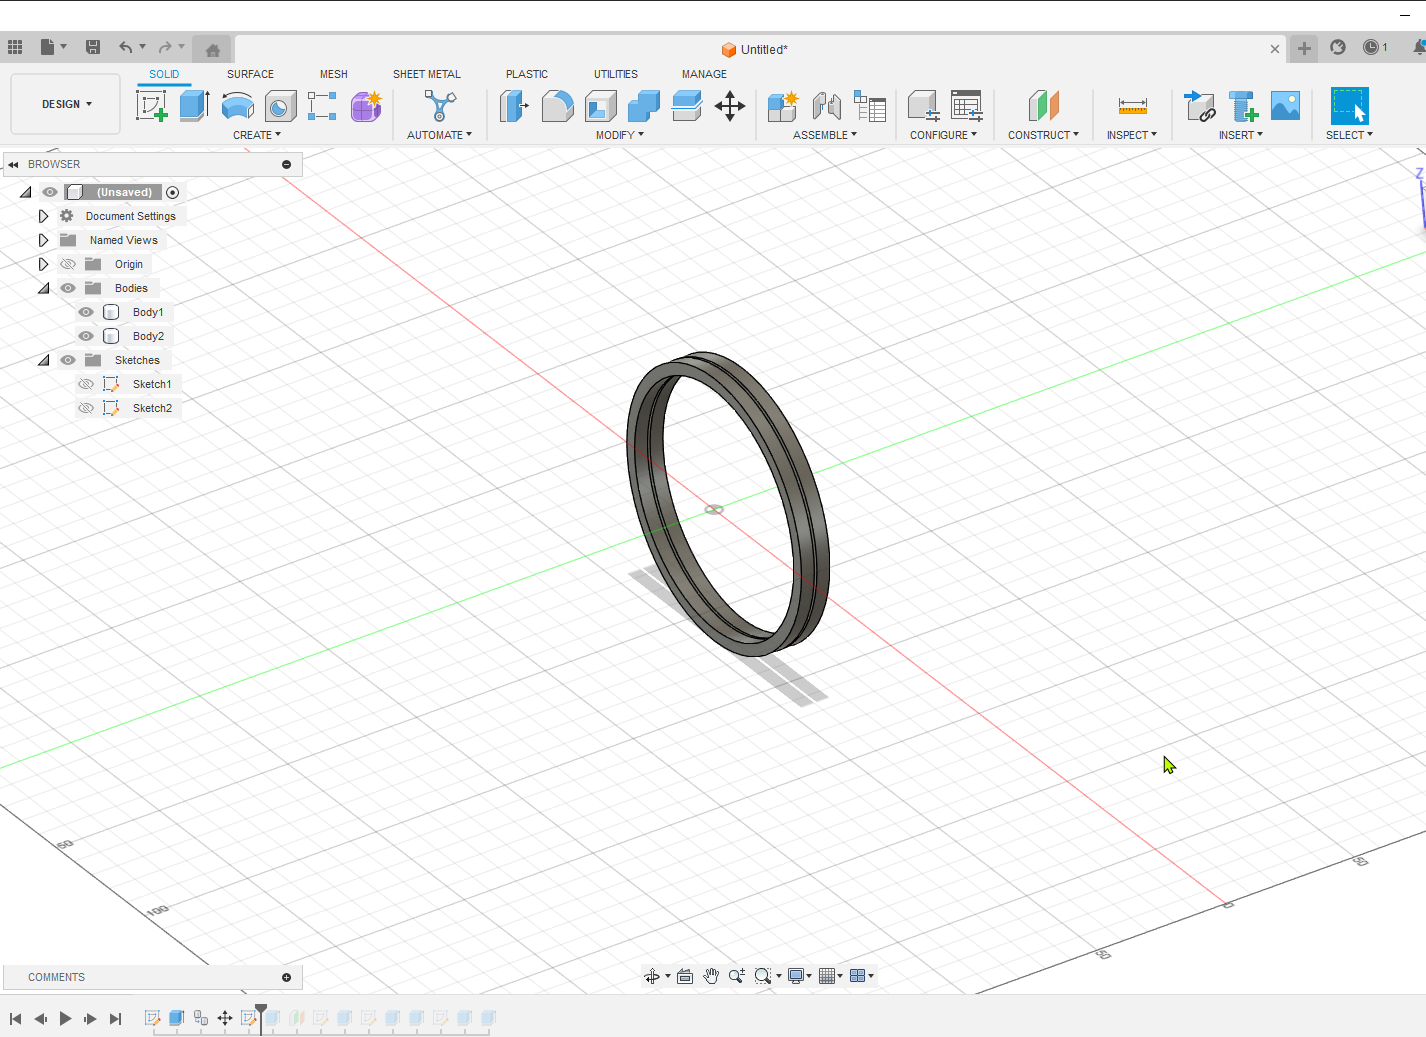 Untitled*
1
DESIGN
SOLID
SURFACE
MESH
SHEET METAL
PLASTIC
UTILITIES
MANAGE
CREATE
AUTOMATE
MODIFY
ASSEMBLE
CONFIGURE
CONSTRUCT
INSPECT
INSERT
SELECT
BROWSER
(Unsaved)
Document Settings
Named Views
Origin
Bodies
Body1
Body2
Sketches
Sketch1
Sketch2
Z
50
100
50
0
50
COMMENTS